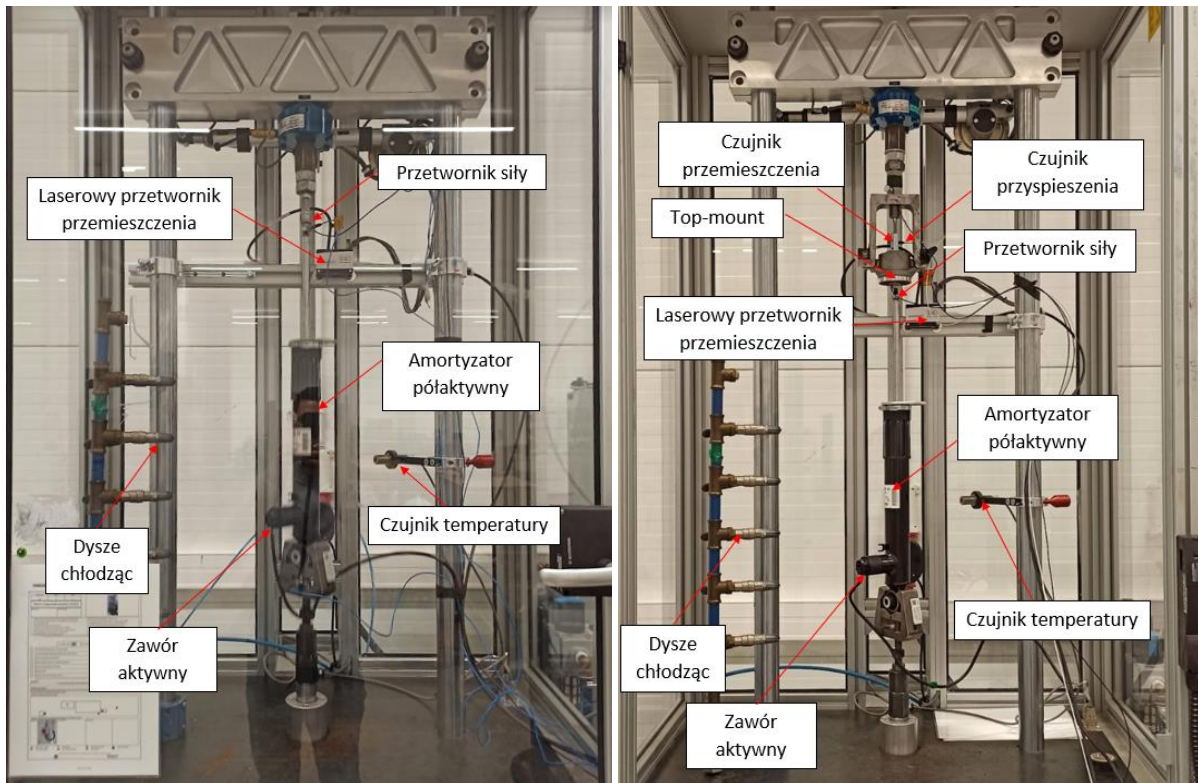 Przetwornik siły
Laserowy przetwornik
przemieszczenia
Amortyzator
półaktywny
Czujnik temperatury
Dysze
chłodząc
Zawór
aktywny
Czujnik
przemieszczenia
Czujnik
przyspieszenia
Top-mount
Przetwornik siły
Laserowy przetwornik
przemieszczenia
Amortyzator
półaktywny
Czujnik temperatury
Dysze
chłodząc
Zawór
aktywny